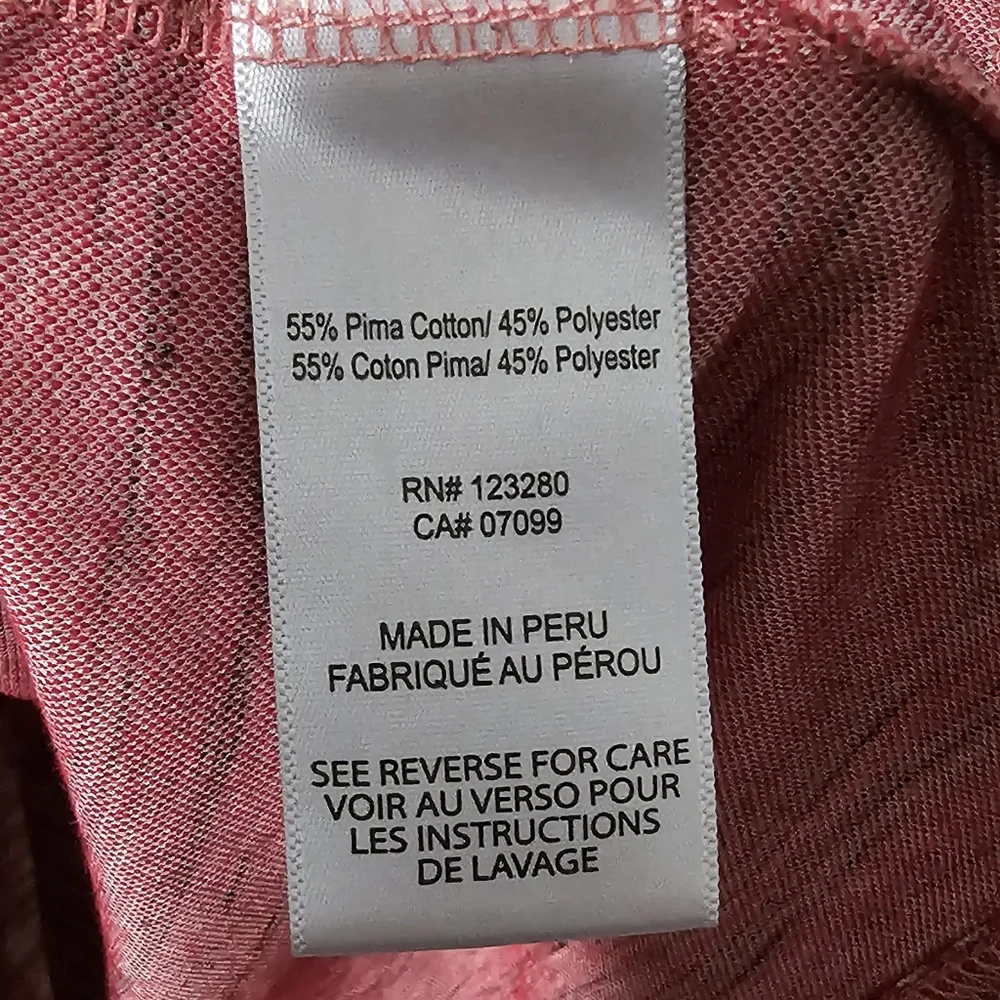 55% Pima Cotton/ 45% Polyester
55% Coton Pima/ 45% Polyester
RN# 123280
CA# 07099
MADE IN PERU
FABRIQUÉ AU PÉROU
SEE REVERSE FOR CARE
VOIR AU VERSO POUR
LES INSTRUCTIONS
DE LAVAGE